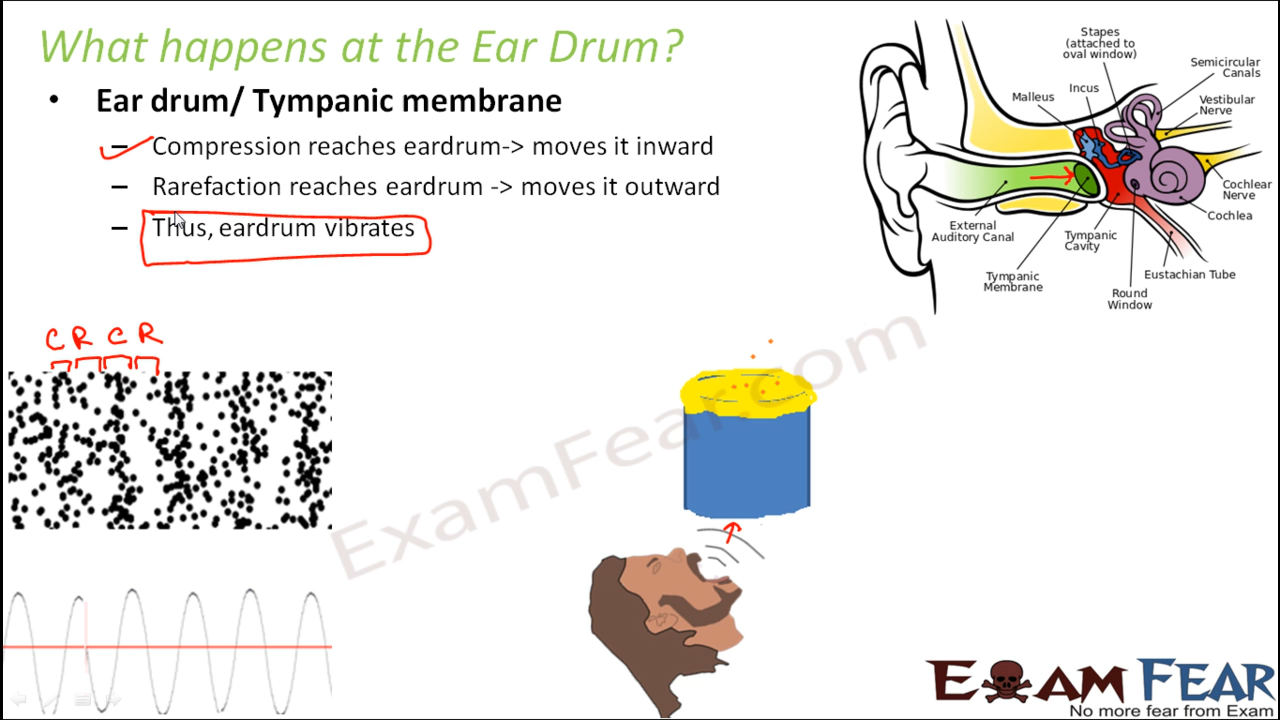 What happens at the Ear Drum?
• Ear drum/ Tympanic membrane
– Compression reaches eardrum-> moves it inward
– Rarefaction reaches eardrum -> moves it outward
– Thus, eardrum vibrates
Stapes
(attached to
oval window)
Semicircular
Canals
Incus
Malleus
Vestibular
Nerve
Cochlear
Nerve
Cochlea
External
Auditory Canal
Tympanic
Cavity
Eustachian Tube
Tympanic
Membrane
Round
Window
C R C R
ExamFear.com
EXAM FEAR
No more fear from Exam